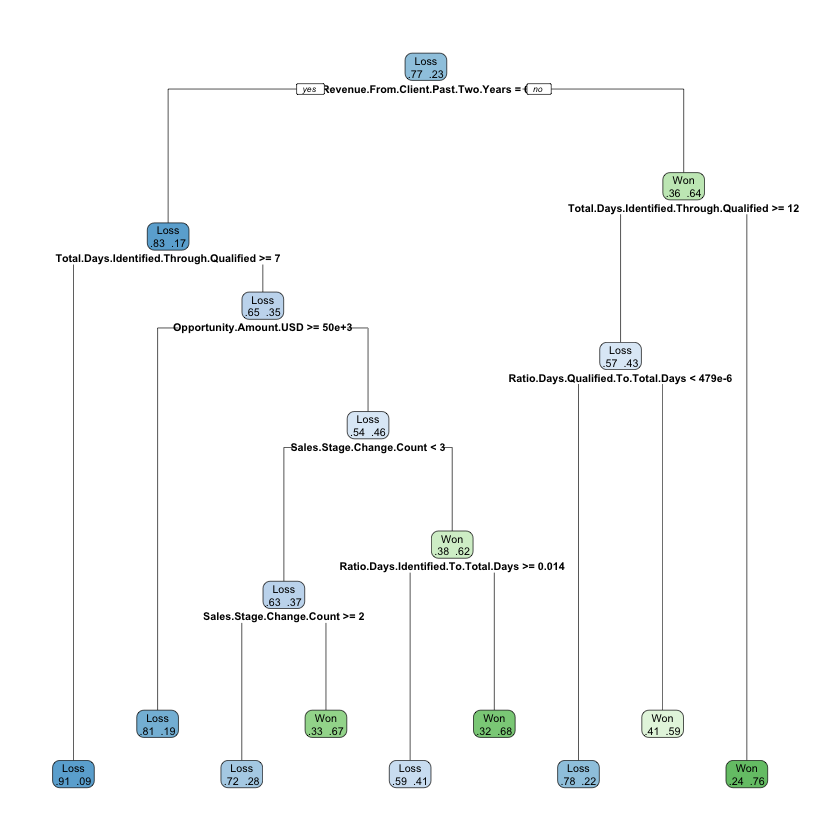 Loss
.77 .23
yes
Revenue.From.Client.Past.Two.Years =
no
Won
.36 .64
Total.Days.Identified.Through.Qualified >= 12
Loss
.83 .17
Total.Days.Identified.Through.Qualified >= 7
Loss
.65 .35
Opportunity.Amount.USD >= 50e+3
Loss
.57 .43
Ratio.Days.Qualified.To.Total.Days < 479e-6
Loss
.54 .46
Sales.Stage.Change.Count < 3
Won
.38 .62
Ratio.Days.Identified.To.Total.Days >= 0.014
Loss
.63 .37
Sales.Stage.Change.Count >= 2
Loss
.81 .19
Won
.33 .67
Won
.32 .68
Won
.41 .59
Loss
.91 .09
Loss
.72 .28
Loss
.59 .41
Loss
.78 .22
Won
.24 .76